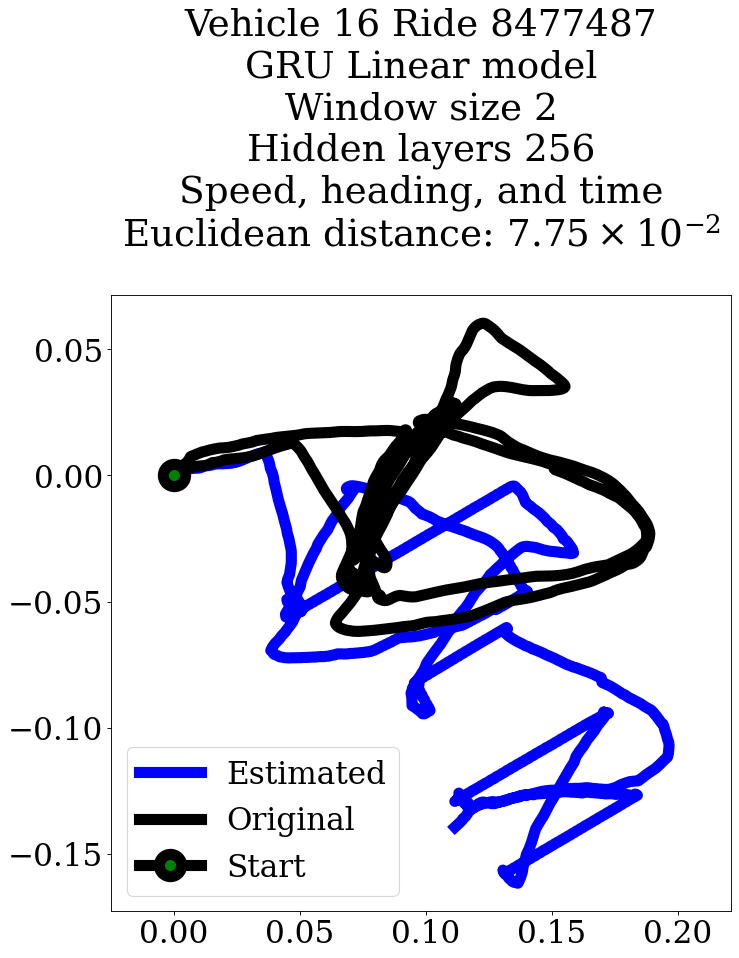 Vehicle 16 Ride 8477487
GRU Linear model
Window size 2
Hidden layers 256
Speed, heading, and time
Euclidean distance: 7.75 × 10⁻²
0.05
0.00
−0.05
−0.10
−0.15
Estimated
Original
Start
0.00 0.05 0.10 0.15 0.20